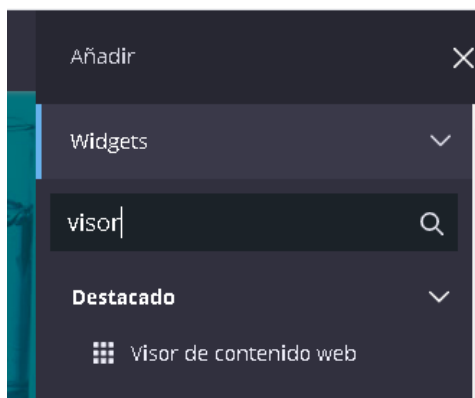 Añadir
Widgets
visor
Destacado
Visor de contenido web